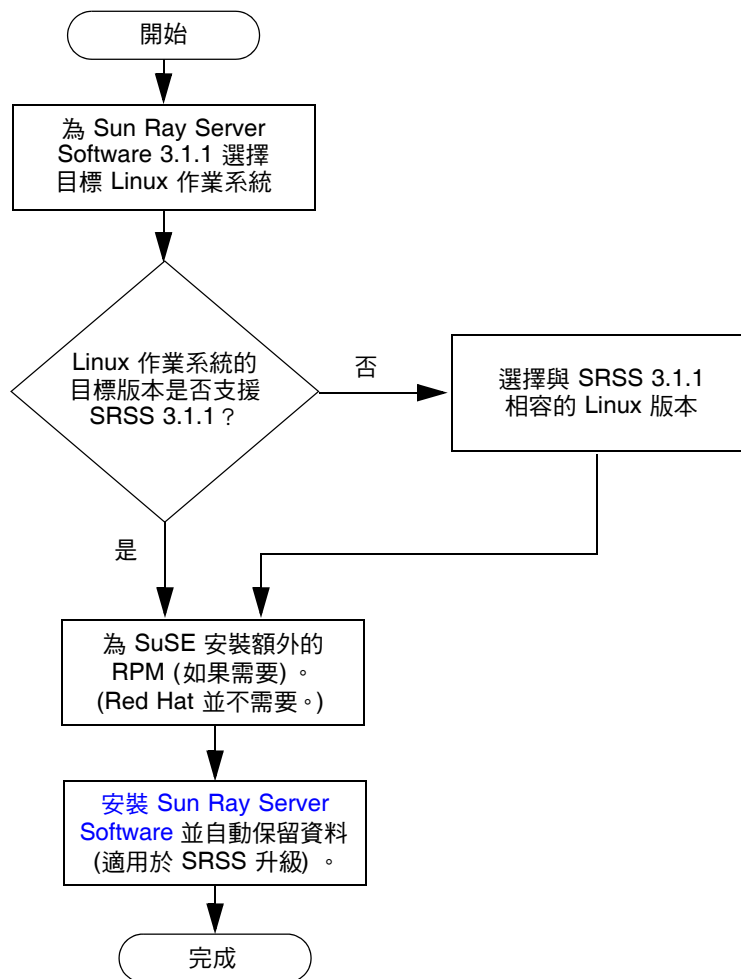 開始
為 Sun Ray Server
Software 3.1.1 選擇
目標 Linux 作業系統
Linux 作業系統的
目標版本是否支援
SRSS 3.1.1？
否
選擇與 SRSS 3.1.1
相容的 Linux 版本
是
為 SuSE 安裝額外的
RPM (如果需要)。
(Red Hat 並不需要。)
安裝 Sun Ray Server
Software 並自動保留資料
(適用於 SRSS 升級)。
完成